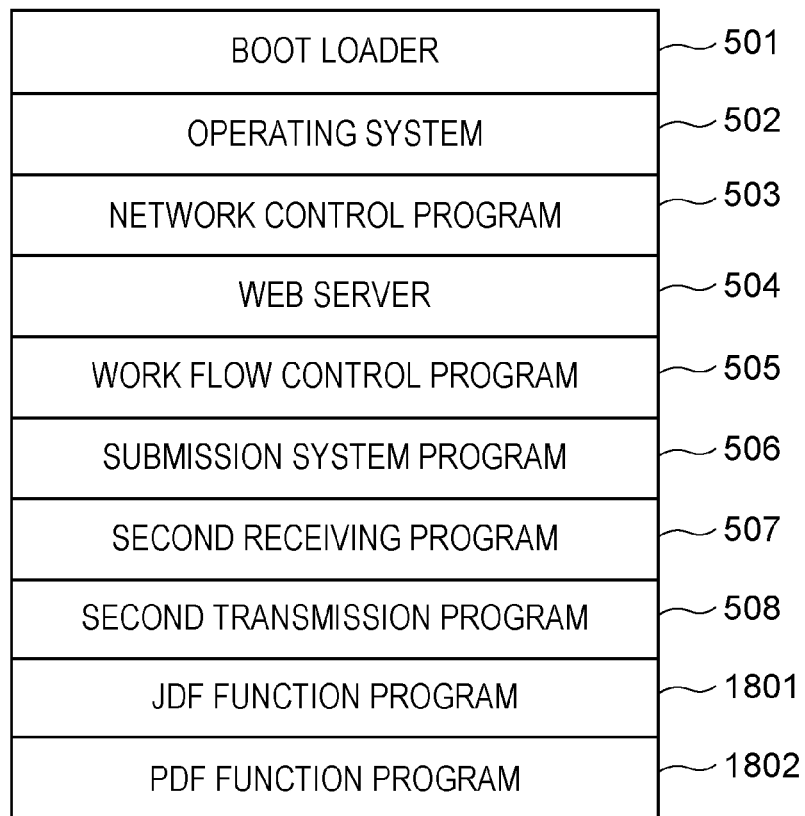 BOOT LOADER 501
OPERATING SYSTEM 502
NETWORK CONTROL PROGRAM 503
WEB SERVER 504
WORK FLOW CONTROL PROGRAM 505
SUBMISSION SYSTEM PROGRAM 506
SECOND RECEIVING PROGRAM 507
SECOND TRANSMISSION PROGRAM 508
JDF FUNCTION PROGRAM 1801
PDF FUNCTION PROGRAM 1802